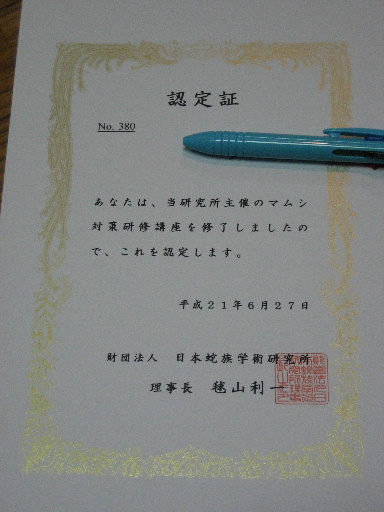 認定証
No. 380
あなたは、当研究所主催のマムシ
対策研修講座を修了しましたの
で、これを認定します。
平成21年6月27日
財団法人 日本蛇族学術研究所
理事長 毬山利一